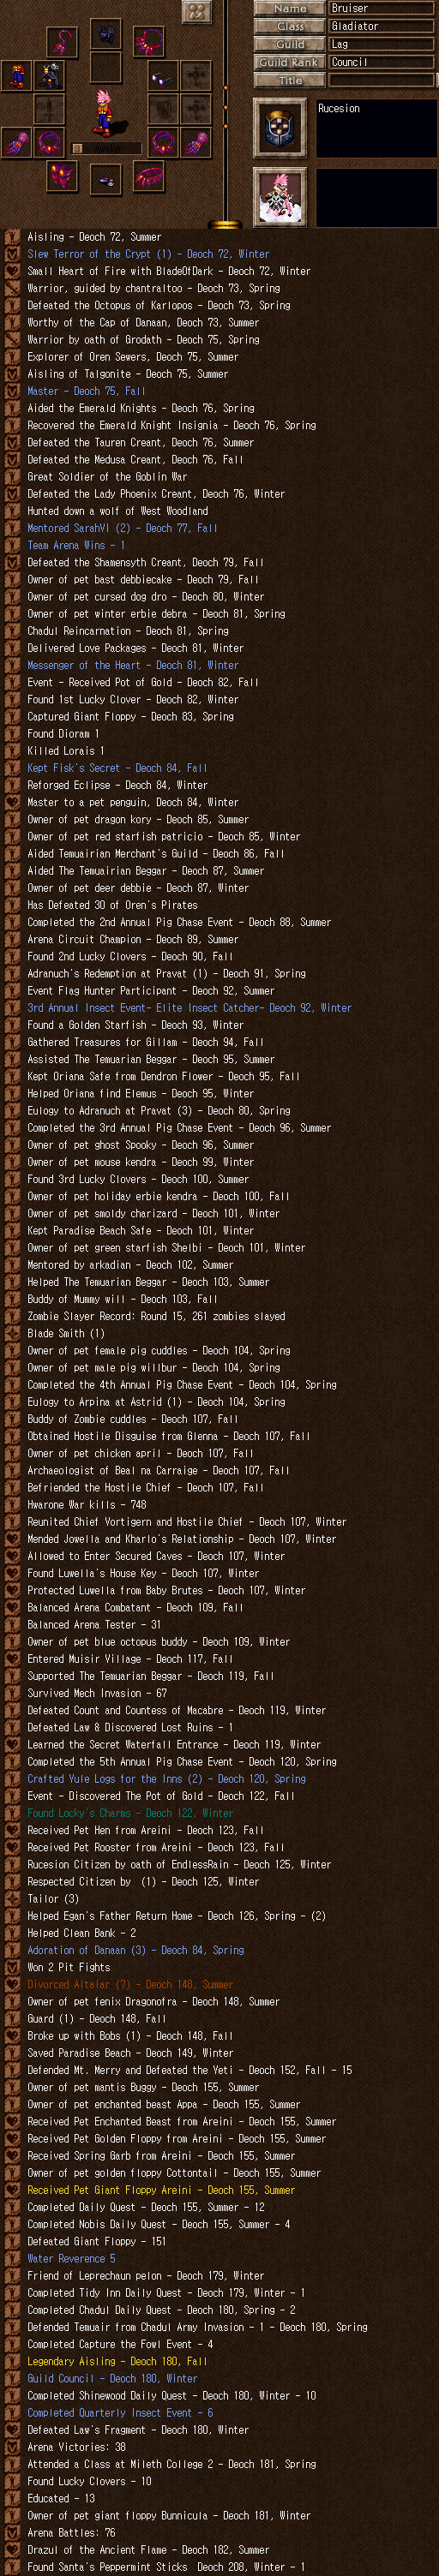 Name Bruiser
Class Gladiator
Guild Lag
Guild Rank Council
Title
Rucesion
Awake
Aisling - Deoch 72, Summer
Slew Terror of the Crypt (1) - Deoch 72, Winter
Small Heart of Fire with BladeOfDark - Deoch 72, Winter
Warrior, guided by chantraltoo - Deoch 73, Spring
Defeated the Octopus of Karlopos - Deoch 73, Spring
Worthy of the Cap of Danaan, Deoch 73, Summer
Warrior by oath of Grodath - Deoch 75, Spring
Explorer of Oren Sewers, Deoch 75, Summer
Aisling of Talgonite - Deoch 75, Summer
Master - Deoch 75, Fall
Aided the Emerald Knights - Deoch 76, Spring
Recovered the Emerald Knight Insignia - Deoch 76, Spring
Defeated the Tauren Creant, Deoch 76, Summer
Defeated the Medusa Creant, Deoch 76, Fall
Great Soldier of the Goblin War
Defeated the Lady Phoenix Creant, Deoch 76, Winter
Hunted down a wolf of West Woodland
Mentored SarahVI (2) - Deoch 77, Fall
Team Arena Wins - 1
Defeated the Shamensyth Creant, Deoch 79, Fall
Owner of pet bast debbiecake - Deoch 79, Fall
Owner of pet cursed dog dro - Deoch 80, Winter
Owner of pet winter erbie debra - Deoch 81, Spring
Chadul Reincarnation - Deoch 81, Spring
Delivered Love Packages - Deoch 81, Winter
Messenger of the Heart - Deoch 81, Winter
Event - Received Pot of Gold - Deoch 82, Fall
Found 1st Lucky Clover - Deoch 82, Winter
Captured Giant Floppy - Deoch 83, Spring
Found Dioram 1
Killed Lorais 1
Kept Fisk's Secret - Deoch 84, Fall
Reforged Eclipse - Deoch 84, Winter
Master to a pet penguin, Deoch 84, Winter
Owner of pet dragon kory - Deoch 85, Summer
Owner of pet red starfish patricio - Deoch 85, Winter
Aided Temuairian Merchant's Guild - Deoch 86, Fall
Aided The Temuairian Beggar - Deoch 87, Summer
Owner of pet deer debbie - Deoch 87, Winter
Has Defeated 30 of Oren's Pirates
Completed the 2nd Annual Pig Chase Event - Deoch 88, Summer
Arena Circuit Champion - Deoch 89, Summer
Found 2nd Lucky Clovers - Deoch 90, Fall
Adranuch's Redemption at Pravat (1) - Deoch 91, Spring
Event Flag Hunter Participant - Deoch 92, Summer
3rd Annual Insect Event- Elite Insect Catcher- Deoch 92, Winter
Found a Golden Starfish - Deoch 93, Winter
Gathered Treasures for Gillam - Deoch 94, Fall
Assisted The Temuarian Beggar - Deoch 95, Summer
Kept Oriana Safe from Dendron Flower - Deoch 95, Fall
Helped Oriana find Elemus - Deoch 95, Winter
Eulogy to Adranuch at Pravat (3) - Deoch 80, Spring
Completed the 3rd Annual Pig Chase Event - Deoch 96, Summer
Owner of pet ghost Spooky - Deoch 96, Summer
Owner of pet mouse kendra - Deoch 99, Winter
Found 3rd Lucky Clovers - Deoch 100, Summer
Owner of pet holiday erbie kendra - Deoch 100, Fall
Owner of pet smoldy charizard - Deoch 101, Winter
Kept Paradise Beach Safe - Deoch 101, Winter
Owner of pet green starfish Shelbi - Deoch 101, Winter
Mentored by arkadian - Deoch 102, Summer
Helped The Temuarian Beggar - Deoch 103, Summer
Buddy of Mummy will - Deoch 103, Fall
Zombie Slayer Record: Round 15, 261 zombies slayed
Blade Smith (1)
Owner of pet female pig cuddles - Deoch 104, Spring
Owner of pet male pig willbur - Deoch 104, Spring
Completed the 4th Annual Pig Chase Event - Deoch 104, Spring
Eulogy to Arpina at Astrid (1) - Deoch 104, Spring
Buddy of Zombie cuddles - Deoch 107, Fall
Obtained Hostile Disguise from Glenna - Deoch 107, Fall
Owner of pet chicken april - Deoch 107, Fall
Archaeologist of Beal na Carraige - Deoch 107, Fall
Befriended the Hostile Chief - Deoch 107, Fall
Hwarone War kills - 748
Reunited Chief Vortigern and Hostile Chief - Deoch 107, Winter
Mended Jowella and Kharlo's Relationship - Deoch 107, Winter
Allowed to Enter Secured Caves - Deoch 107, Winter
Found Luwella's House Key - Deoch 107, Winter
Protected Luwella from Baby Brutes - Deoch 107, Winter
Balanced Arena Combatant - Deoch 109, Fall
Balanced Arena Tester - 31
Owner of pet blue octopus buddy - Deoch 109, Winter
Entered Muisir Village - Deoch 117, Fall
Supported The Temuarian Beggar - Deoch 119, Fall
Survived Mech Invasion - 67
Defeated Count and Countess of Macabre - Deoch 119, Winter
Defeated Law & Discovered Lost Ruins - 1
Learned the Secret Waterfall Entrance - Deoch 119, Winter
Completed the 5th Annual Pig Chase Event - Deoch 120, Spring
Crafted Yule Logs for the Inns (2) - Deoch 120, Spring
Event - Discovered The Pot of Gold - Deoch 122, Fall
Found Locky's Charms - Deoch 122, Winter
Received Pet Hen from Areini - Deoch 123, Fall
Received Pet Rooster from Areini - Deoch 123, Fall
Rucesion Citizen by oath of EndlessRain - Deoch 125, Winter
Respected Citizen by  (1) - Deoch 125, Winter
Tailor (3)
Helped Egan's Father Return Home - Deoch 126, Spring - (2)
Helped Clean Bank - 2
Adoration of Danaan (3) - Deoch 84, Spring
Won 2 Pit Fights
Divorced Altalar (7) - Deoch 148, Summer
Owner of pet fenix Dragonofra - Deoch 148, Summer
Guard (1) - Deoch 148, Fall
Broke up with Bobs (1) - Deoch 148, Fall
Saved Paradise Beach - Deoch 149, Winter
Defended Mt. Merry and Defeated the Yeti - Deoch 152, Fall - 15
Owner of pet mantis Buggy - Deoch 155, Summer
Owner of pet enchanted beast Appa - Deoch 155, Summer
Received Pet Enchanted Beast from Areini - Deoch 155, Summer
Received Pet Golden Floppy from Areini - Deoch 155, Summer
Received Spring Garb from Areini - Deoch 155, Summer
Owner of pet golden floppy Cottontail - Deoch 155, Summer
Received Pet Giant Floppy Areini - Deoch 155, Summer
Completed Daily Quest - Deoch 155, Summer - 12
Completed Nobis Daily Quest - Deoch 155, Summer - 4
Defeated Giant Floppy - 151
Water Reverence 5
Friend of Leprechaun pelon - Deoch 179, Winter
Completed Tidy Inn Daily Quest - Deoch 179, Winter - 1
Completed Chadul Daily Quest - Deoch 180, Spring - 2
Defended Temuair from Chadul Army Invasion - 1 - Deoch 180, Spring
Completed Capture the Fowl Event - 4
Legendary Aisling - Deoch 180, Fall
Guild Council - Deoch 180, Winter
Completed Shinewood Daily Quest - Deoch 180, Winter - 10
Completed Quarterly Insect Event - 6
Defeated Law's Fragment - Deoch 180, Winter
Arena Victories: 38
Attended a Class at Mileth College 2 - Deoch 181, Spring
Found Lucky Clovers - 10
Educated - 13
Owner of pet giant floppy Bunnicula - Deoch 181, Winter
Arena Battles: 76
Drazul of the Ancient Flame - Deoch 182, Summer
Found Santa's Peppermint Sticks  Deoch 208, Winter - 1